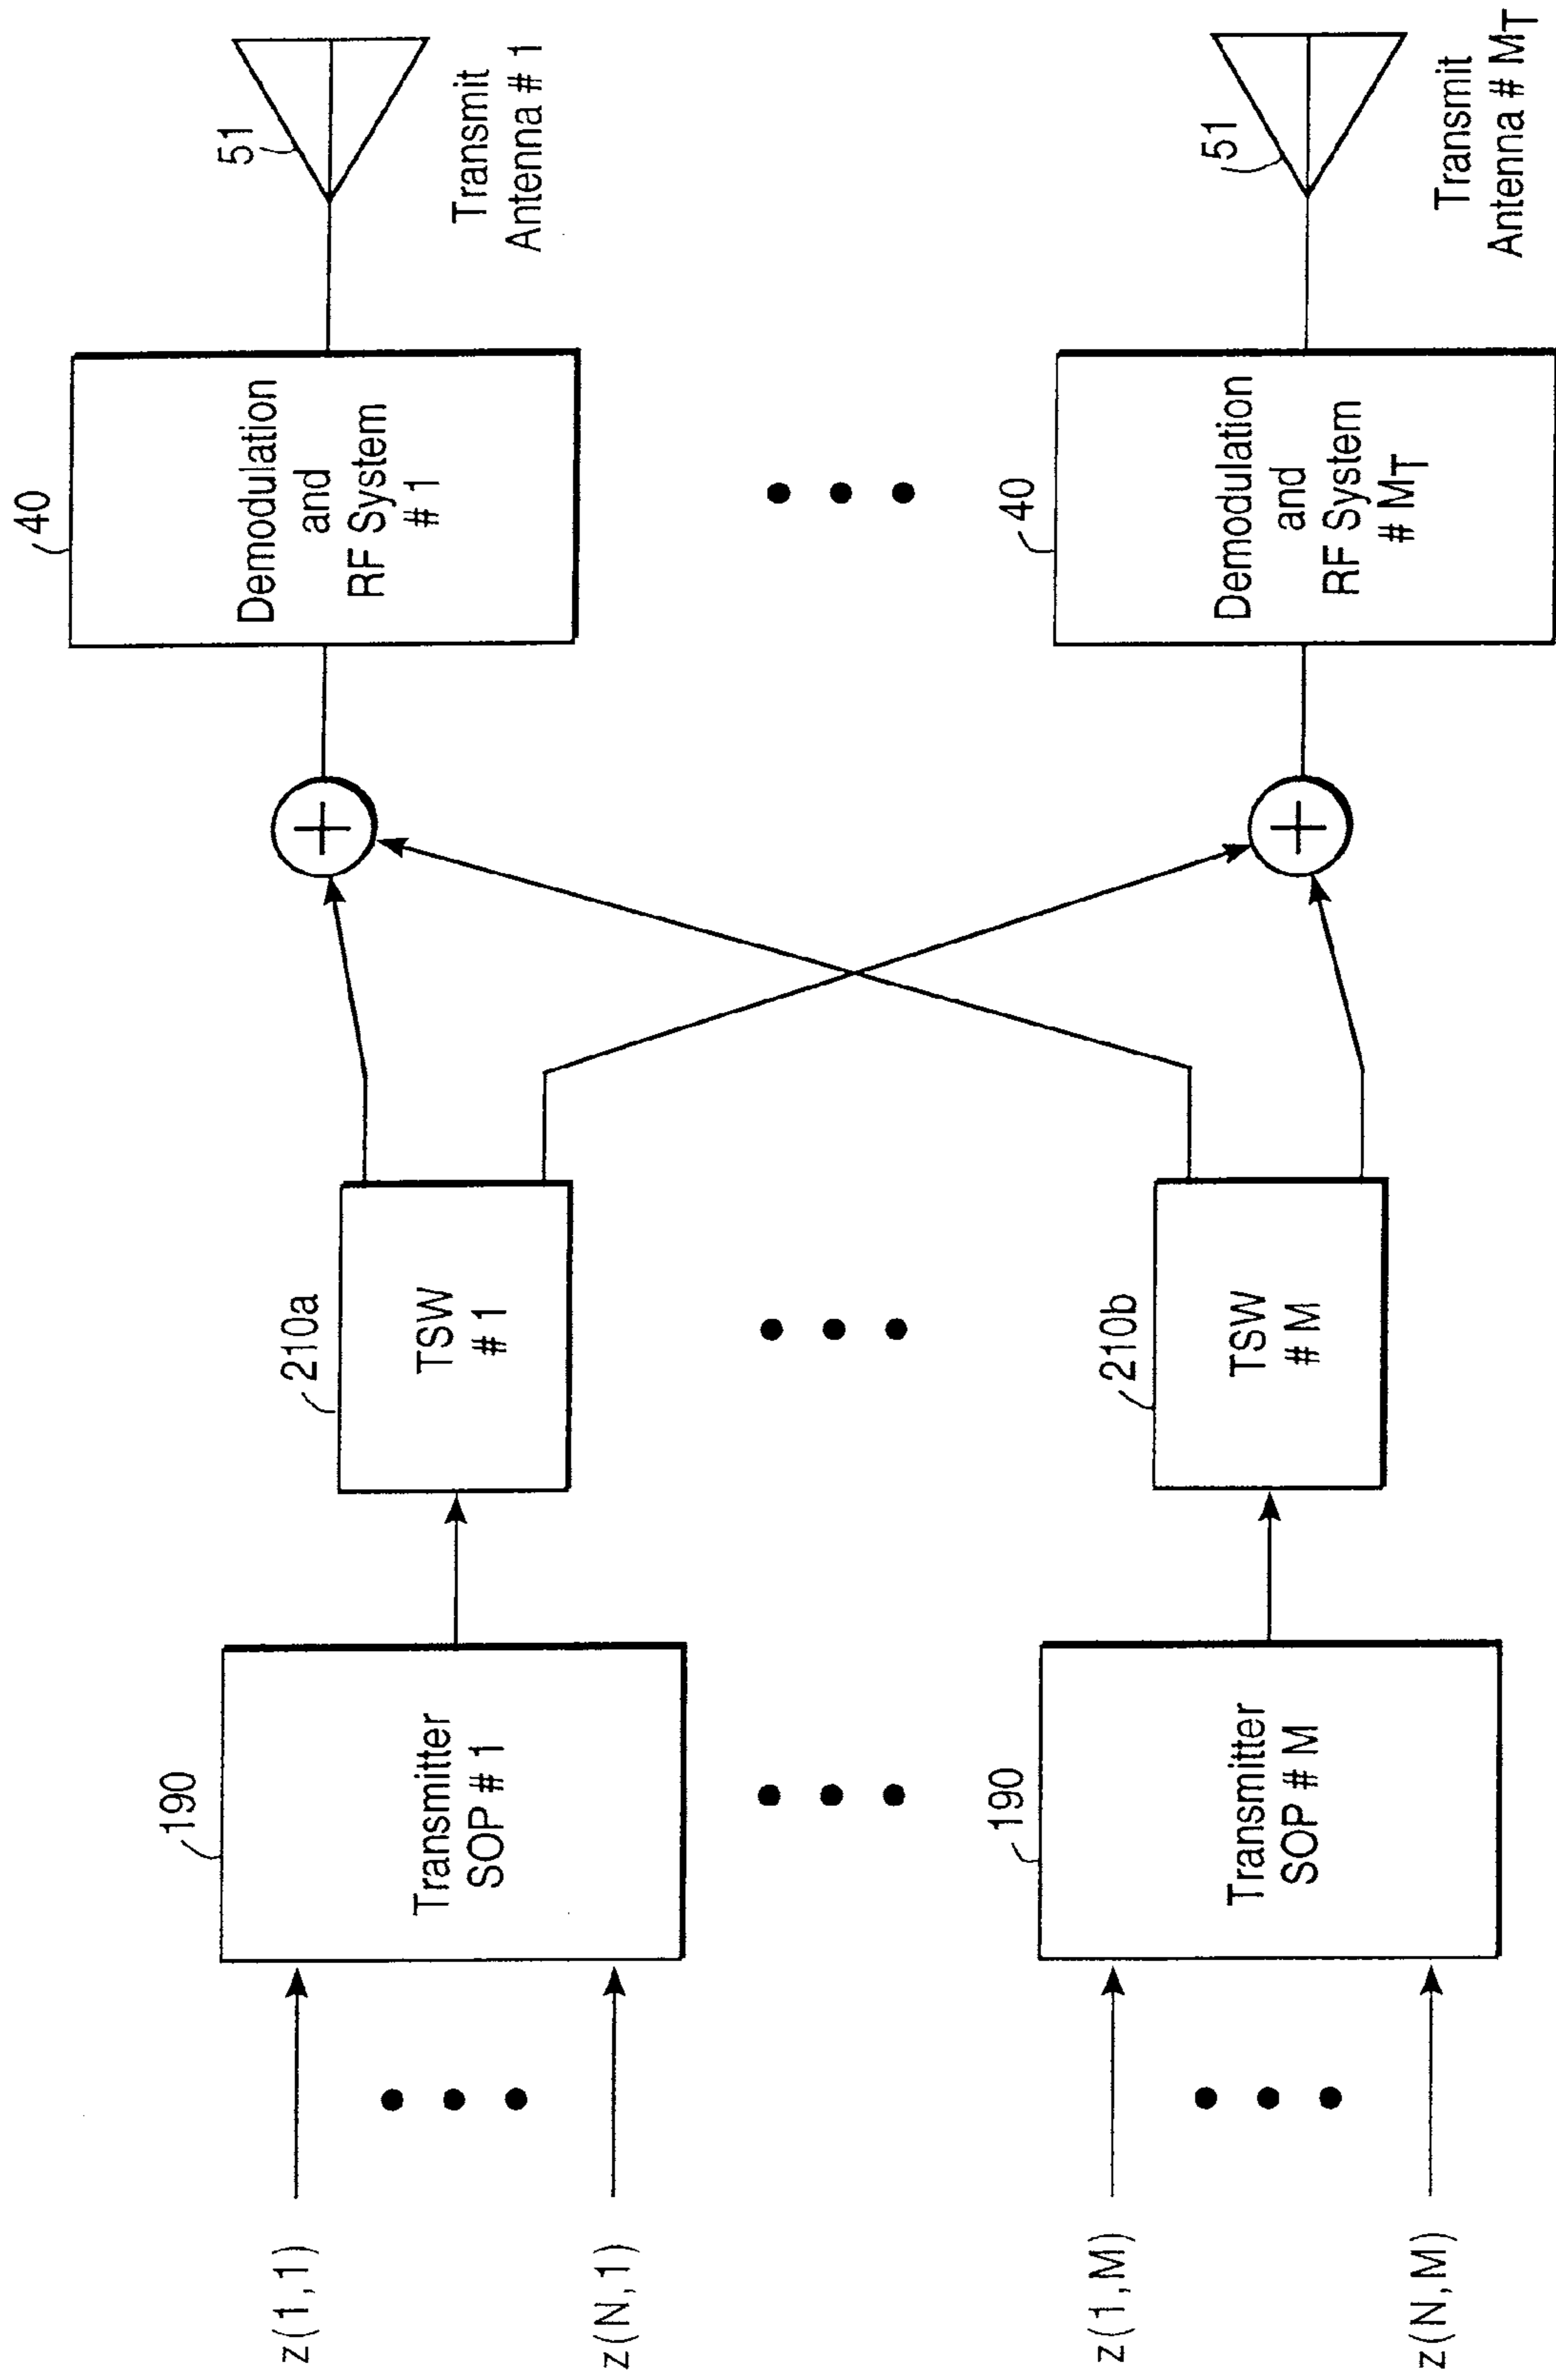 z(1,1)
z(N,1)
190
Transmitter
SOP # 1
210a
TSW
# 1
40
Demodulation
and
RF System
# 1
51
Transmit
Antenna # 1
z(1,M)
z(N,M)
190
Transmitter
SOP # M
210b
TSW
# M
40
Demodulation
and
RF System
# MT
51
Transmit
Antenna # MT